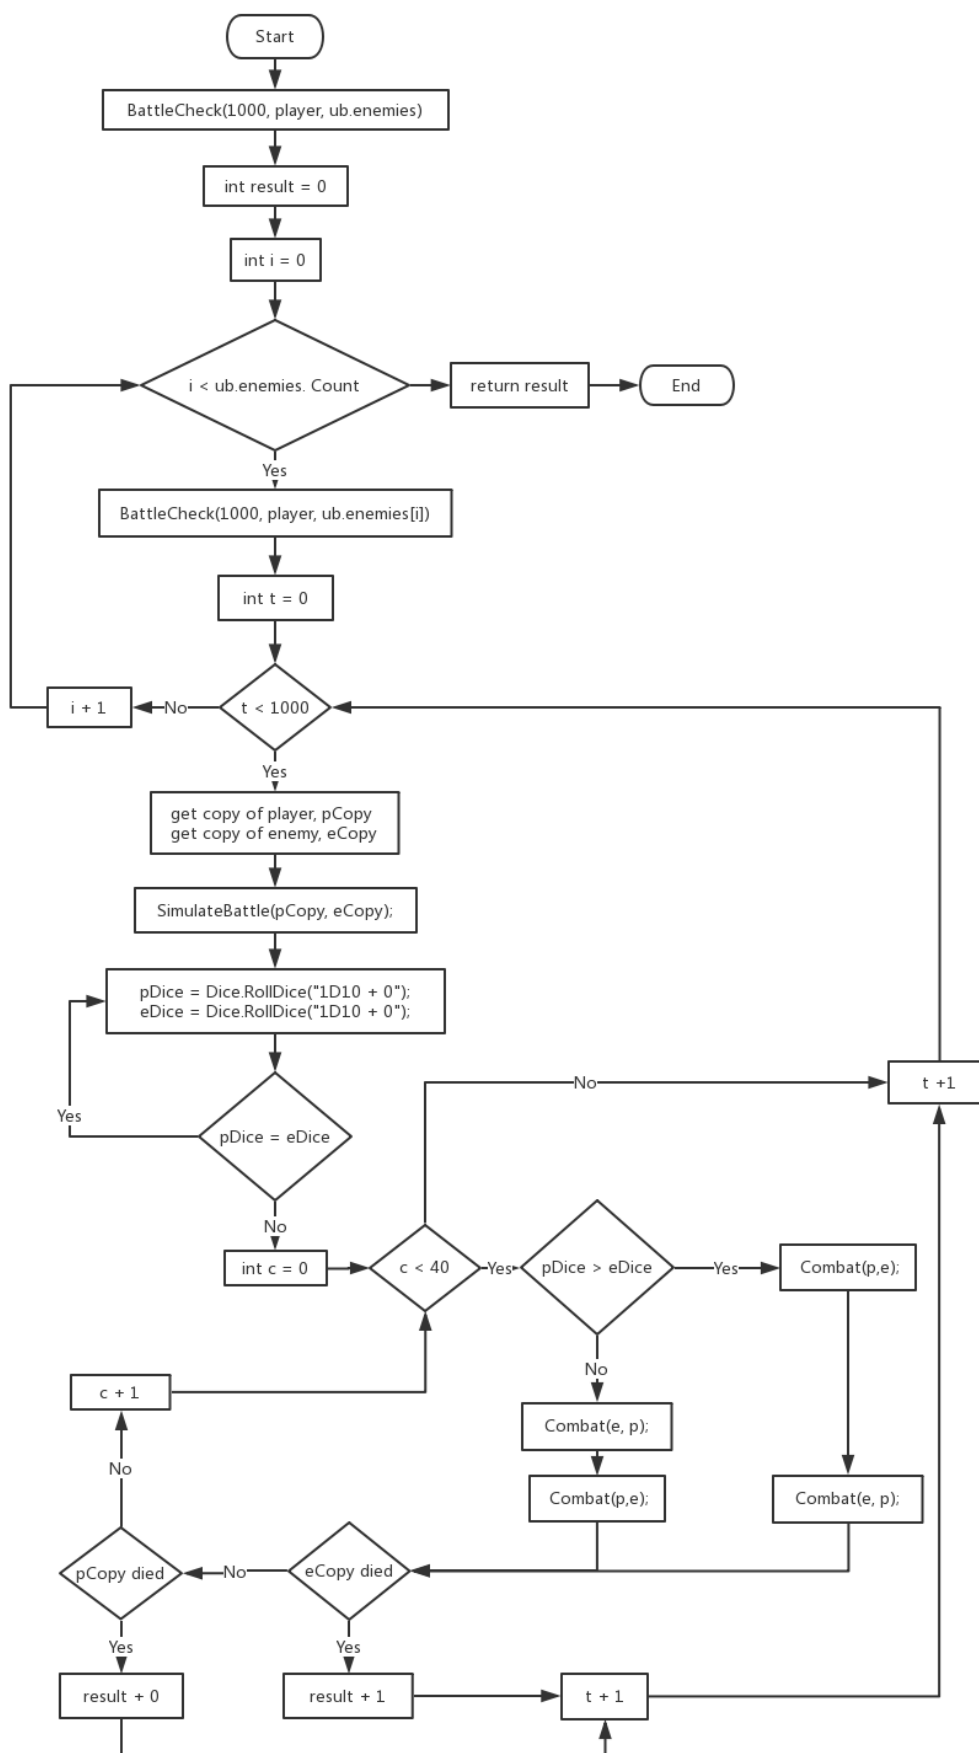 Start
BattleCheck(1000, player, ub.enemies)
int result = 0
int i = 0
i < ub.enemies. Count
return result
End
Yes
BattleCheck(1000, player, ub.enemies[i])
int t = 0
i + 1
No
t < 1000
Yes
get copy of player, pCopy
get copy of enemy, eCopy
SimulateBattle(pCopy, eCopy);
pDice = Dice.RollDice("1D10 + 0");
eDice = Dice.RollDice("1D10 + 0");
No
t +1
Yes
pDice = eDice
No
int c = 0
c < 40
Yes
pDice > eDice
Yes
Combat(p,e);
No
c + 1
Combat(e, p);
No
Combat(p,e);
Combat(e, p);
pCopy died
No
eCopy died
Yes
Yes
result + 0
result + 1
t + 1